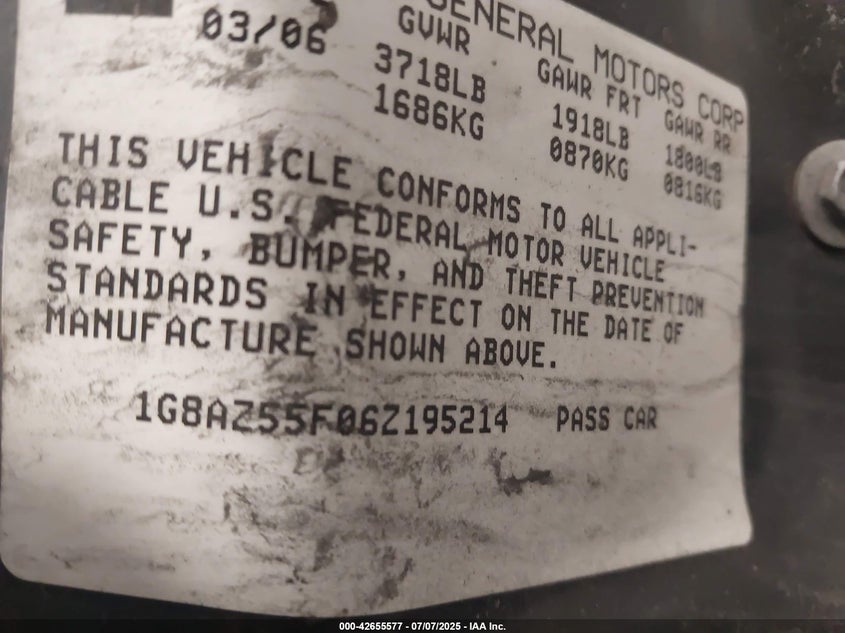 GENERAL MOTORS CORP
03/06 GVWR GAWR FRT GAWR RR
3718LB 1918LB 1800LB
1686KG 0870KG 0816KG
THIS VEHICLE CONFORMS TO ALL APPLI-
CABLE U.S. FEDERAL MOTOR VEHICLE
SAFETY, BUMPER, AND THEFT PREVENTION
STANDARDS IN EFFECT ON THE DATE OF
MANUFACTURE SHOWN ABOVE.
1G8AZ55F06Z195214 PASS CAR
000-42655577 - 07/07/2025 - IAA Inc.